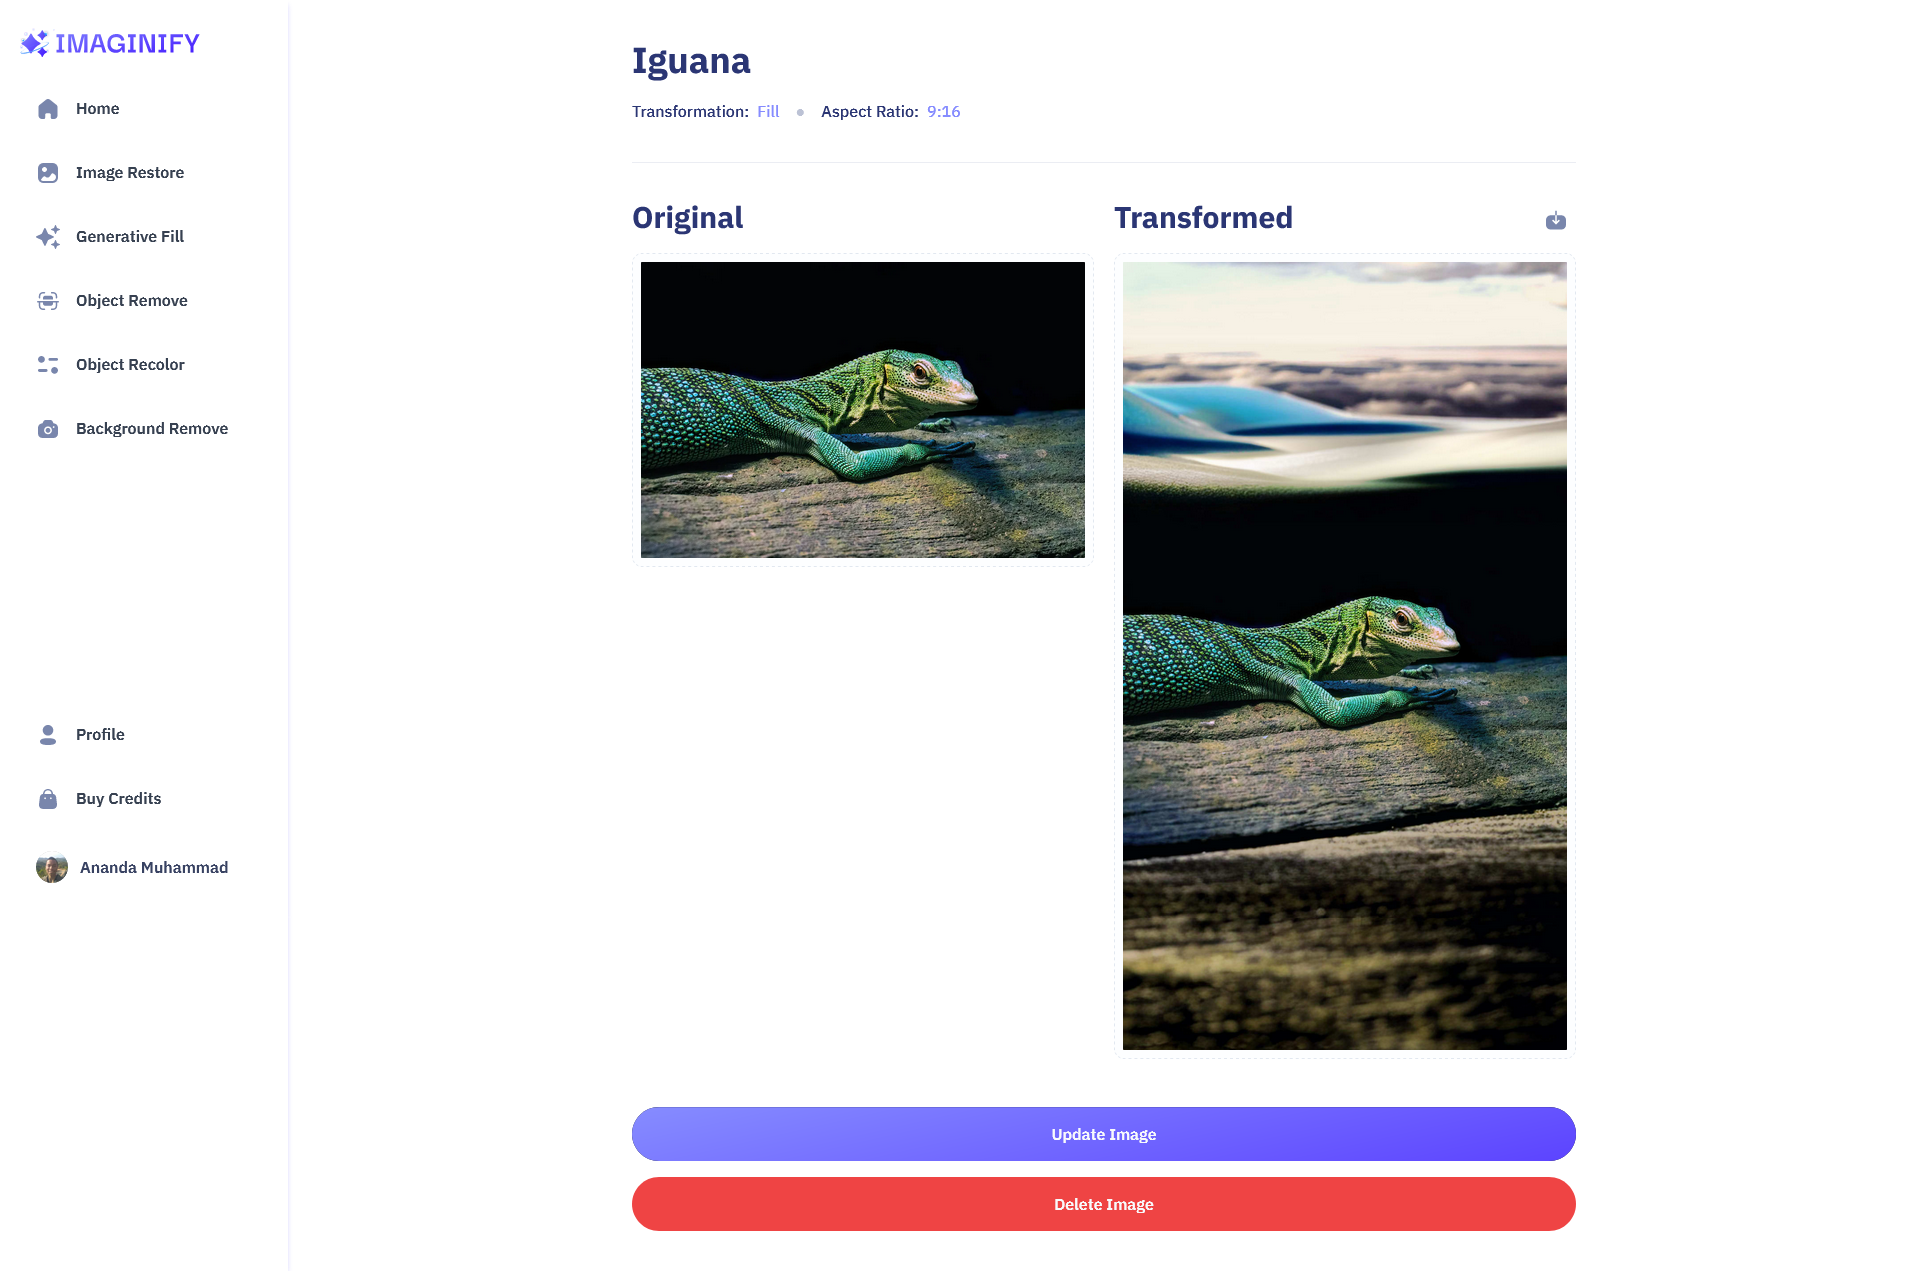 IMAGINIFY
Home
Image Restore
Generative Fill
Object Remove
Object Recolor
Background Remove
Profile
Buy Credits
Ananda Muhammad
Iguana
Transformation: Fill • Aspect Ratio: 9:16
Original
Transformed
Update Image
Delete Image